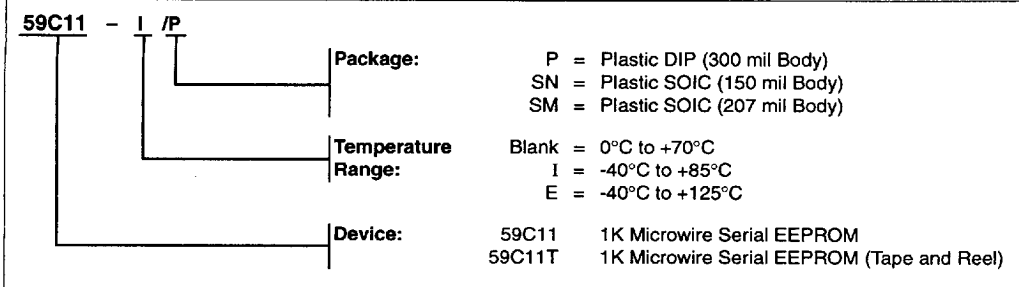 59C11 – I /P
Package: P = Plastic DIP (300 mil Body)
SN = Plastic SOIC (150 mil Body)
SM = Plastic SOIC (207 mil Body)
Temperature Blank = 0°C to +70°C
Range: I = -40°C to +85°C
E = -40°C to +125°C
Device: 59C11 1K Microwire Serial EEPROM
59C11T 1K Microwire Serial EEPROM (Tape and Reel)